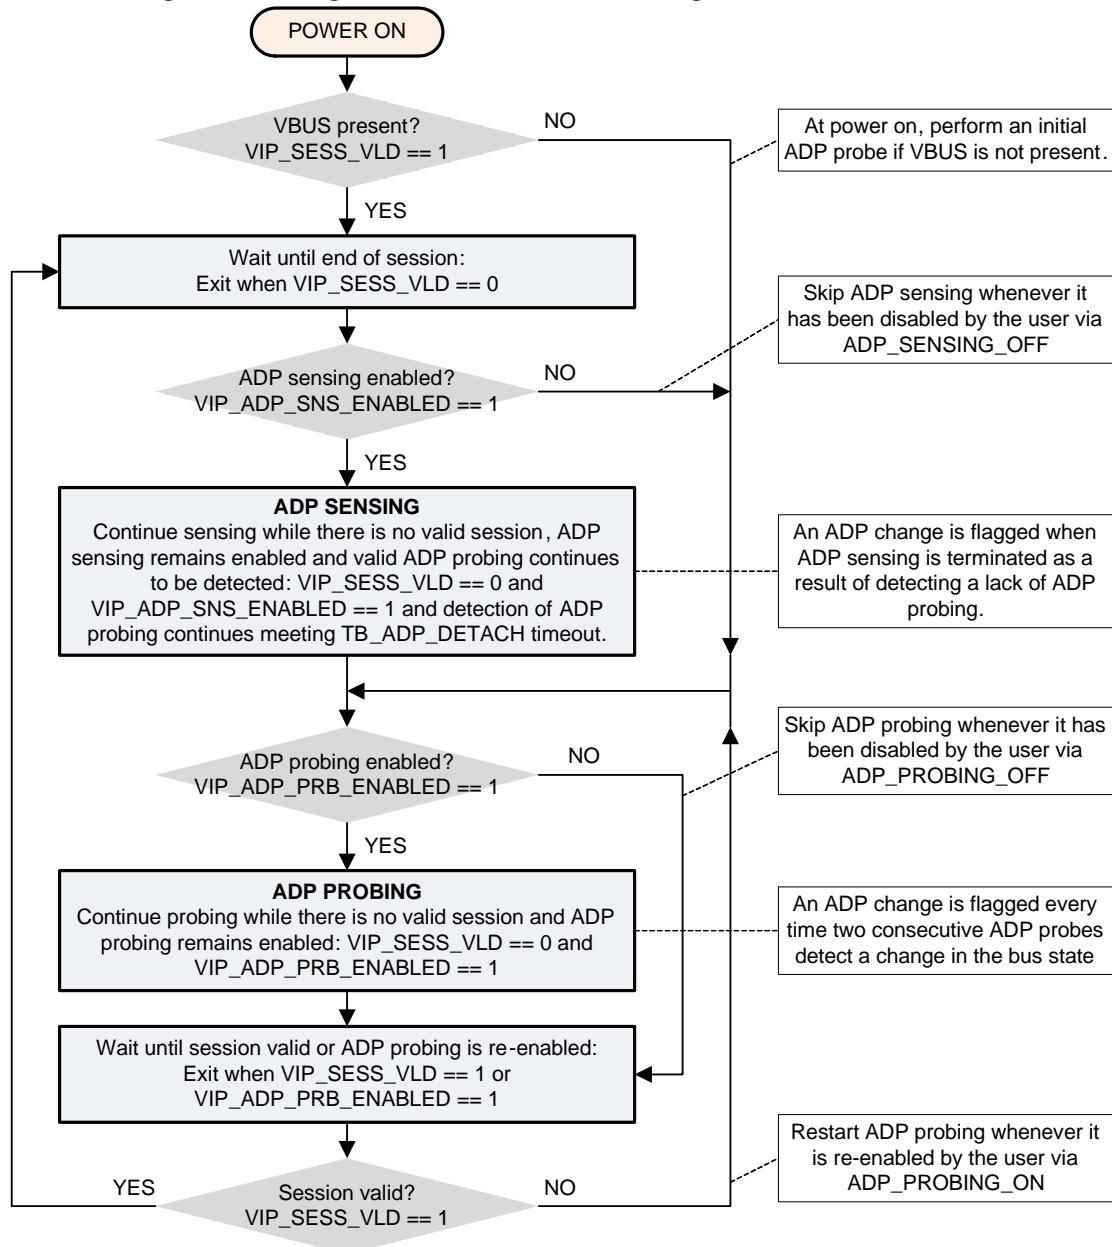 POWER ON
VBUS present?
VIP_SESS_VLD == 1
NO
At power on, perform an initial
ADP probe if VBUS is not present.
YES
Wait until end of session:
Exit when VIP_SESS_VLD == 0
Skip ADP sensing whenever it
has been disabled by the user via
ADP_SENSING_OFF
ADP sensing enabled?
VIP_ADP_SNS_ENABLED == 1
NO
YES
ADP SENSING
Continue sensing while there is no valid session, ADP
sensing remains enabled and valid ADP probing continues
to be detected: VIP_SESS_VLD == 0 and
VIP_ADP_SNS_ENABLED == 1 and detection of ADP
probing continues meeting TB_ADP_DETACH timeout.
An ADP change is flagged when
ADP sensing is terminated as a
result of detecting a lack of ADP
probing.
ADP probing enabled?
VIP_ADP_PRB_ENABLED == 1
NO
Skip ADP probing whenever it has
been disabled by the user via
ADP_PROBING_OFF
YES
ADP PROBING
Continue probing while there is no valid session and ADP
probing remains enabled: VIP_SESS_VLD == 0 and
VIP_ADP_PRB_ENABLED == 1
An ADP change is flagged every
time two consecutive ADP probes
detect a change in the bus state
Wait until session valid or ADP probing is re-enabled:
Exit when VIP_SESS_VLD == 1 or
VIP_ADP_PRB_ENABLED == 1
Restart ADP probing whenever it
is re-enabled by the user via
ADP_PROBING_ON
YES
Session valid?
VIP_SESS_VLD == 1
NO